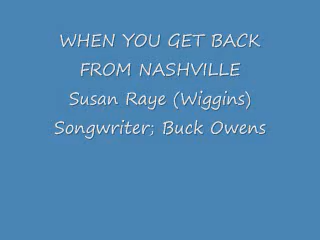 WHEN YOU GET BACK
FROM NASHVILLE
Susan Raye (Wiggins)
Songwriter; Buck Owens